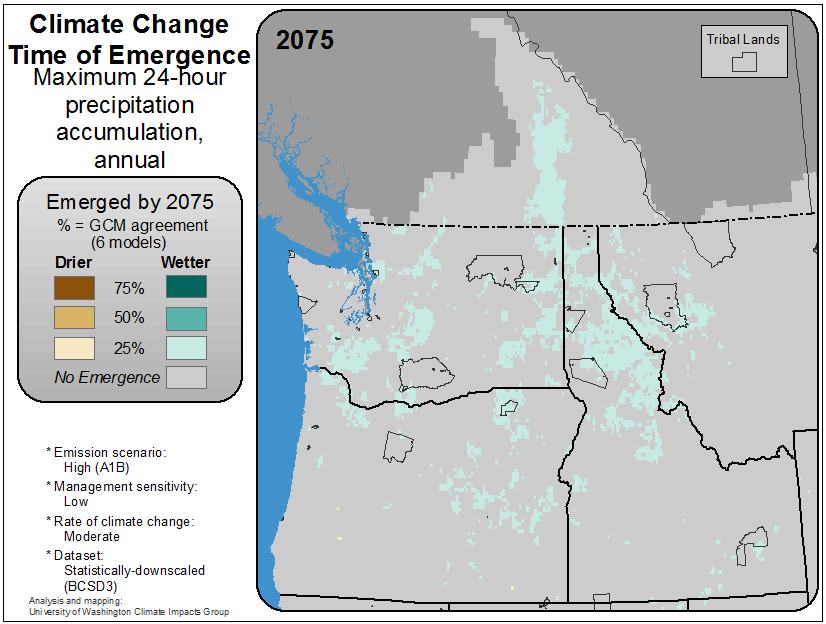 Climate Change
Time of Emergence
Maximum 24-hour
precipitation
accumulation,
annual
Emerged by 2075
% = GCM agreement
(6 models)
Drier Wetter
75%
50%
25%
No Emergence
* Emission scenario:
High (A1B)
* Management sensitivity:
Low
* Rate of climate change:
Moderate
* Dataset:
Statistically-downscaled
(BCSD3)
Analysis and mapping:
University of Washington Climate Impacts Group
2075
Tribal Lands